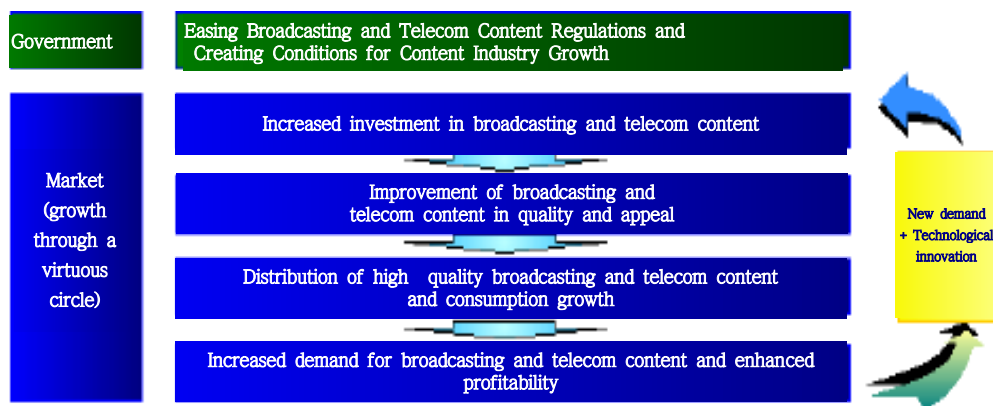 Government
Easing Broadcasting and Telecom Content Regulations and
Creating Conditions for Content Industry Growth
Increased investment in broadcasting and telecom content
Market
(growth
through a
virtuous
circle)
Improvement of broadcasting and
telecom content in quality and appeal
Distribution of high quality broadcasting and telecom content
and consumption growth
Increased demand for broadcasting and telecom content and enhanced
profitability
New demand
+ Technological
innovation